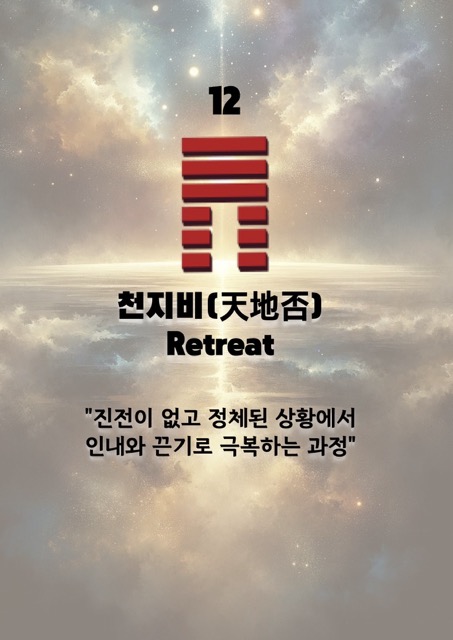 12
천지비(天地否)
Retreat
"진전이 없고 정체된 상황에서
인내와 끈기로 극복하는 과정"